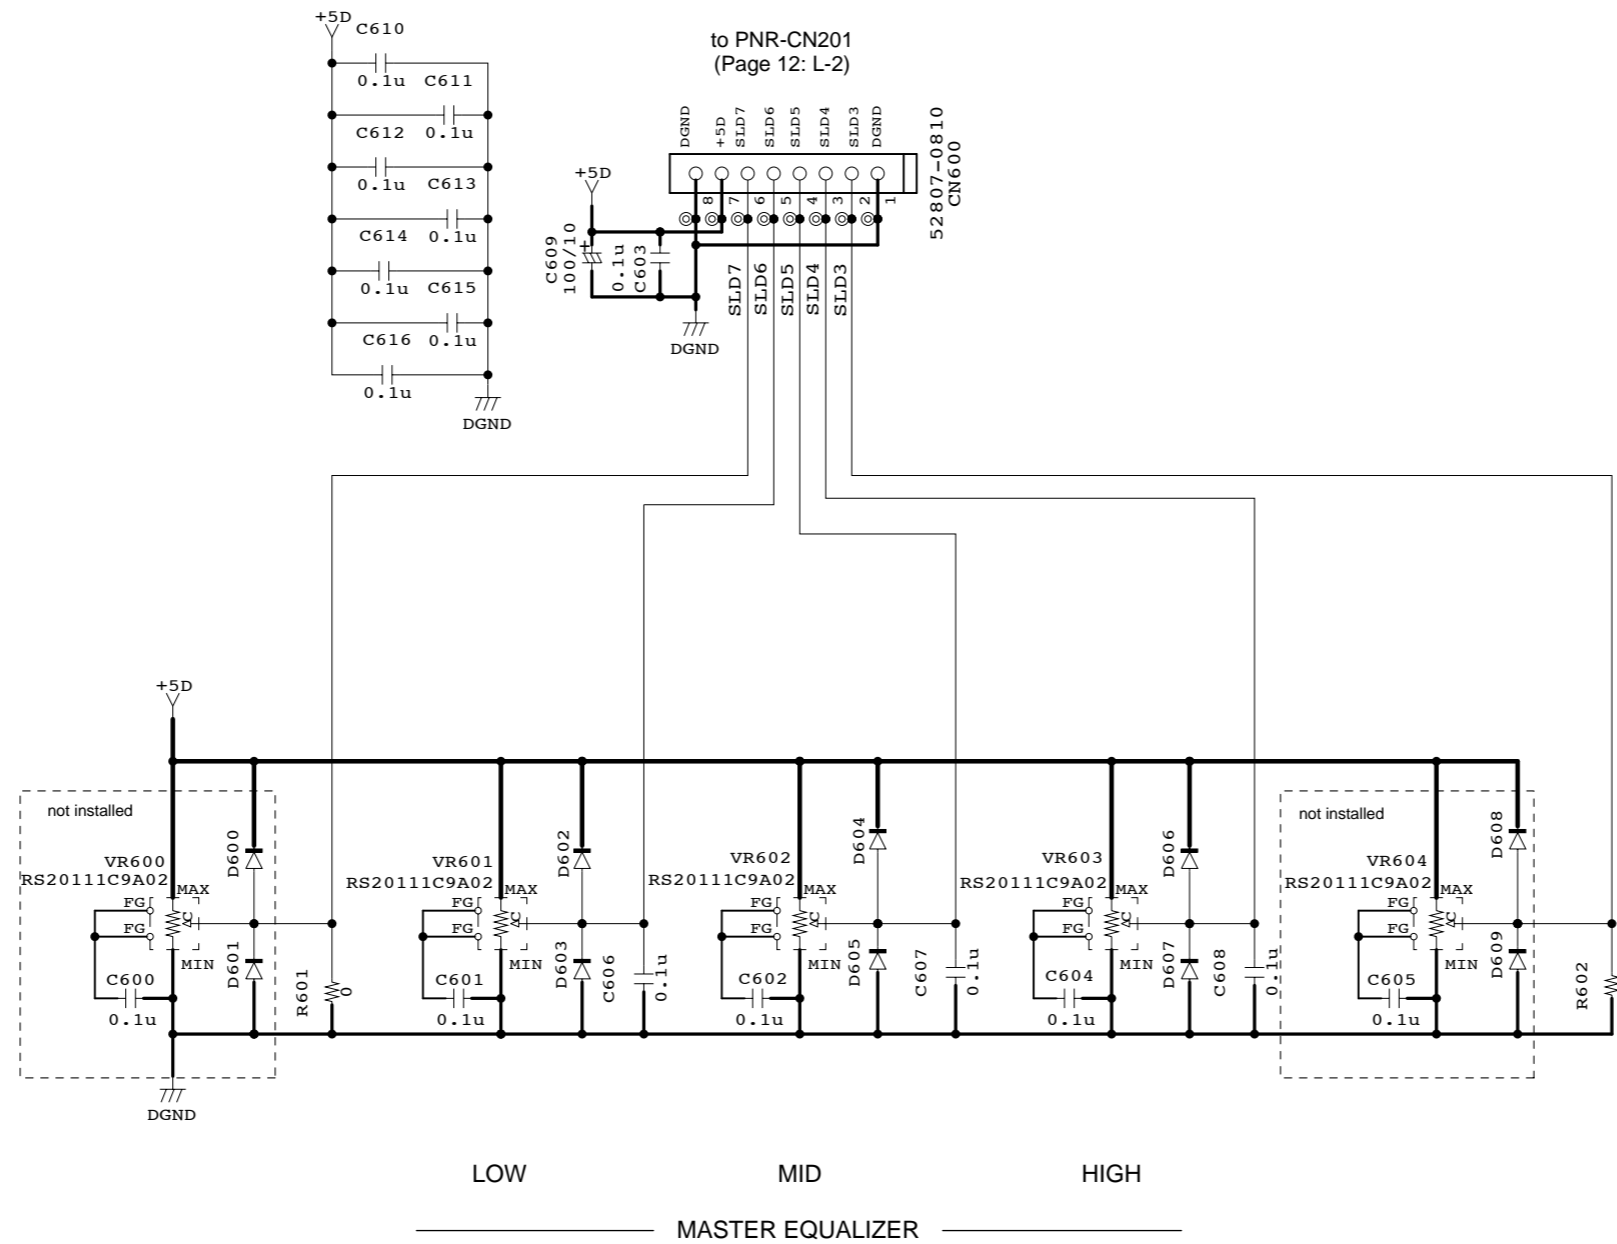 +5D
C610
0.1u
C611
C612
0.1u
0.1u
C613
C614
0.1u
0.1u
C615
C616
0.1u
0.1u
DGND
to PNR-CN201
(Page 12: L-2)
DGND
+5D
SLD7
SLD6
SLD5
SLD4
SLD3
DGND
52807-0810
CN600
8
7
6
5
4
3
2
1
+5D
C609
100/10
+
0.1u
C603
DGND
SLD7
SLD6
SLD5
SLD4
SLD3
+5D
not installed
VR600
RS20111C9A02
MAX
FG
FG
C
MIN
C600
0.1u
D600
D601
R601
0
DGND
VR601
RS20111C9A02
MAX
FG
FG
C
MIN
C601
0.1u
D602
D603
C606
0.1u
VR602
RS20111C9A02
MAX
FG
FG
C
MIN
C602
0.1u
D604
D605
C607
0.1u
VR603
RS20111C9A02
MAX
FG
FG
C
MIN
C604
0.1u
D606
D607
C608
0.1u
not installed
VR604
RS20111C9A02
MAX
FG
FG
C
MIN
C605
0.1u
D608
D609
R602
LOW
MID
HIGH
MASTER EQUALIZER